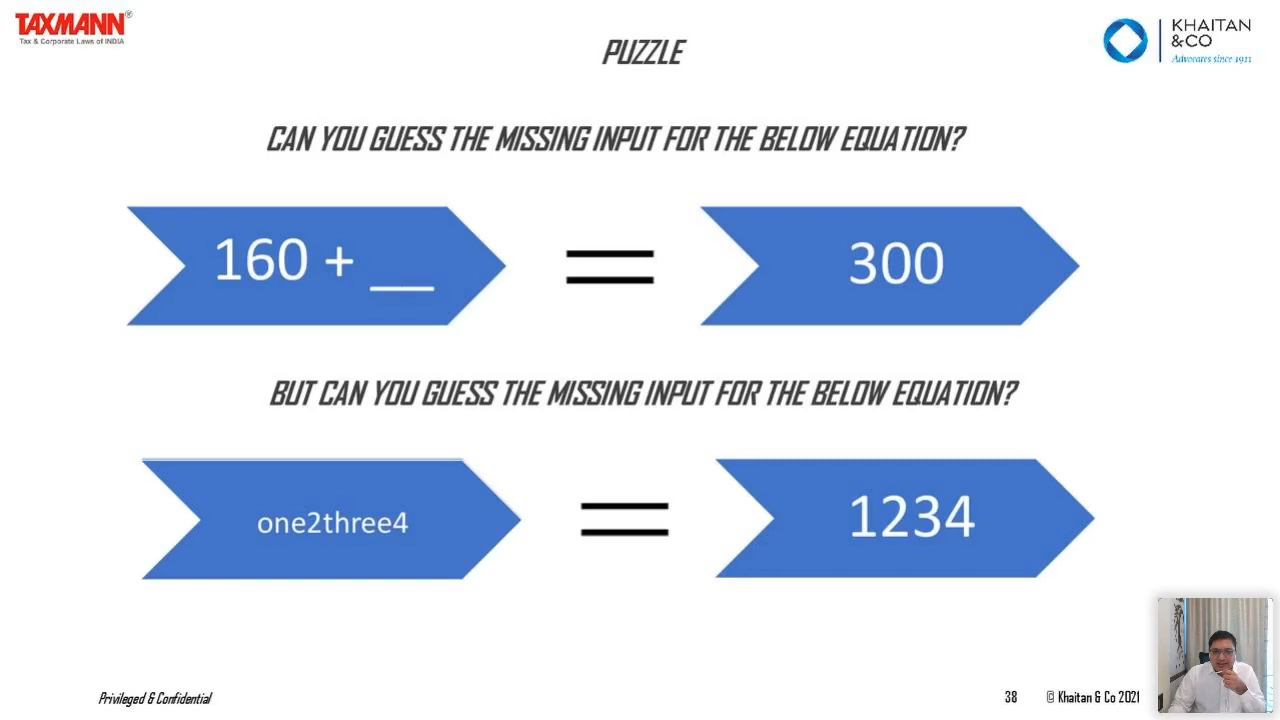 TAXMANN®
Tax & Corporate Laws of INDIA
KHAITAN
&CO
Advocates since 1911
PUZZLE
CAN YOU GUESS THE MISSING INPUT FOR THE BELOW EQUATION?
160 + __ = 300
BUT CAN YOU GUESS THE MISSING INPUT FOR THE BELOW EQUATION?
one2three4 = 1234
Privileged & Confidential
38
© Khaitan & Co 2021